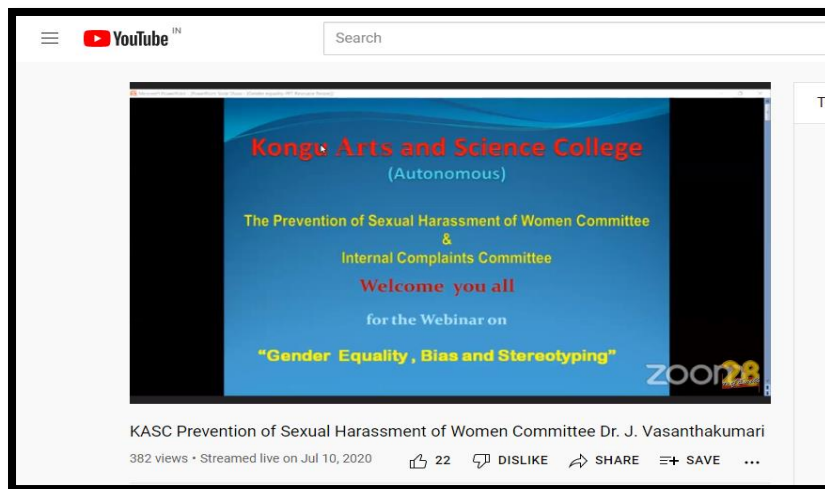 YouTube IN
Search
T
Kongu Arts and Science College
(Autonomous)
The Prevention of Sexual Harassment of Women Committee
&
Internal Complaints Committee
Welcome you all
for the Webinar on
“Gender Equality , Bias and Stereotyping”
zoom
28
KASC Prevention of Sexual Harassment of Women Committee Dr. J. Vasanthakumari
382 views • Streamed live on Jul 10, 2020 22 DISLIKE SHARE SAVE ...